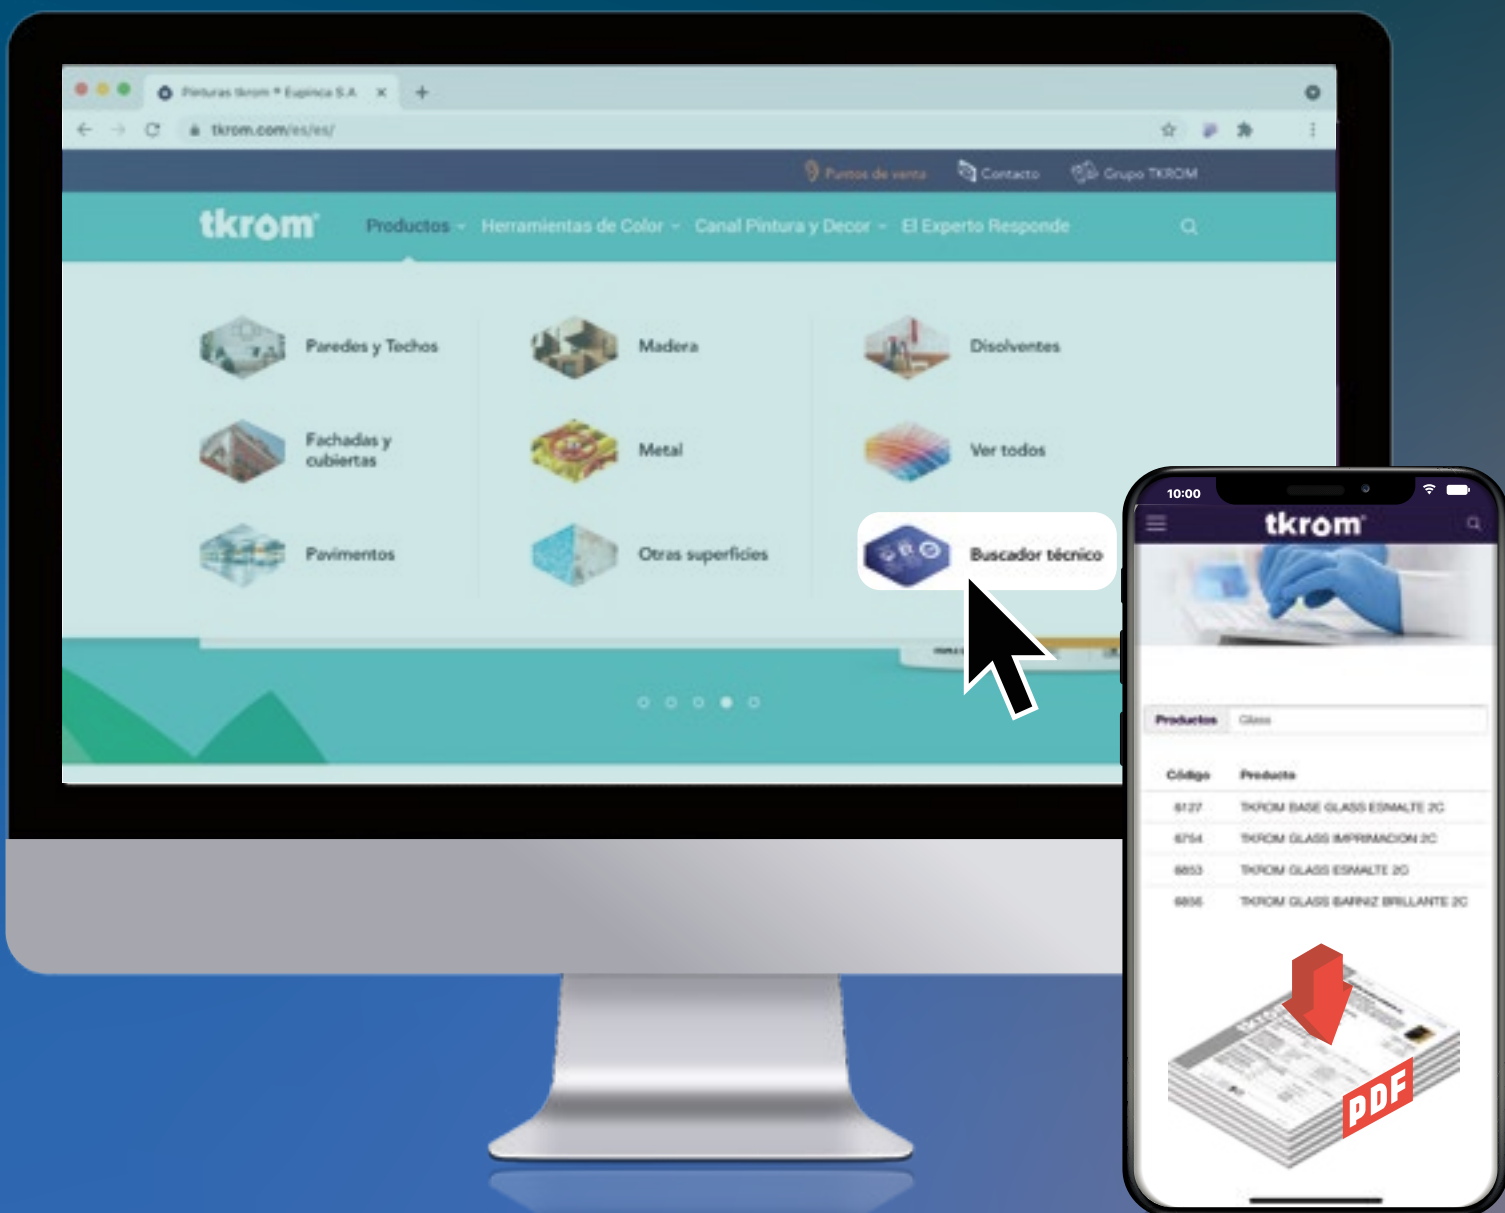 Pinturas tkrom ® Eupinca S.A
tkrom.com/es/es/
Puntos de venta
Contacto
Grupo TKROM
tkrom
Productos
Herramientas de Color
Canal Pintura y Decor
El Experto Responde
Paredes y Techos
Madera
Disolventes
Fachadas y
cubiertas
Metal
Ver todos
Pavimentos
Otras superficies
Buscador técnico
10:00
tkrom
Productos
Glass
Código Producto
6127 TKROM BASE GLASS ESMALTE 2C
6754 TKROM GLASS IMPRIMACION 2C
6853 TKROM GLASS ESMALTE 2C
6856 TKROM GLASS BARNIZ BRILLANTE 2C
PDF